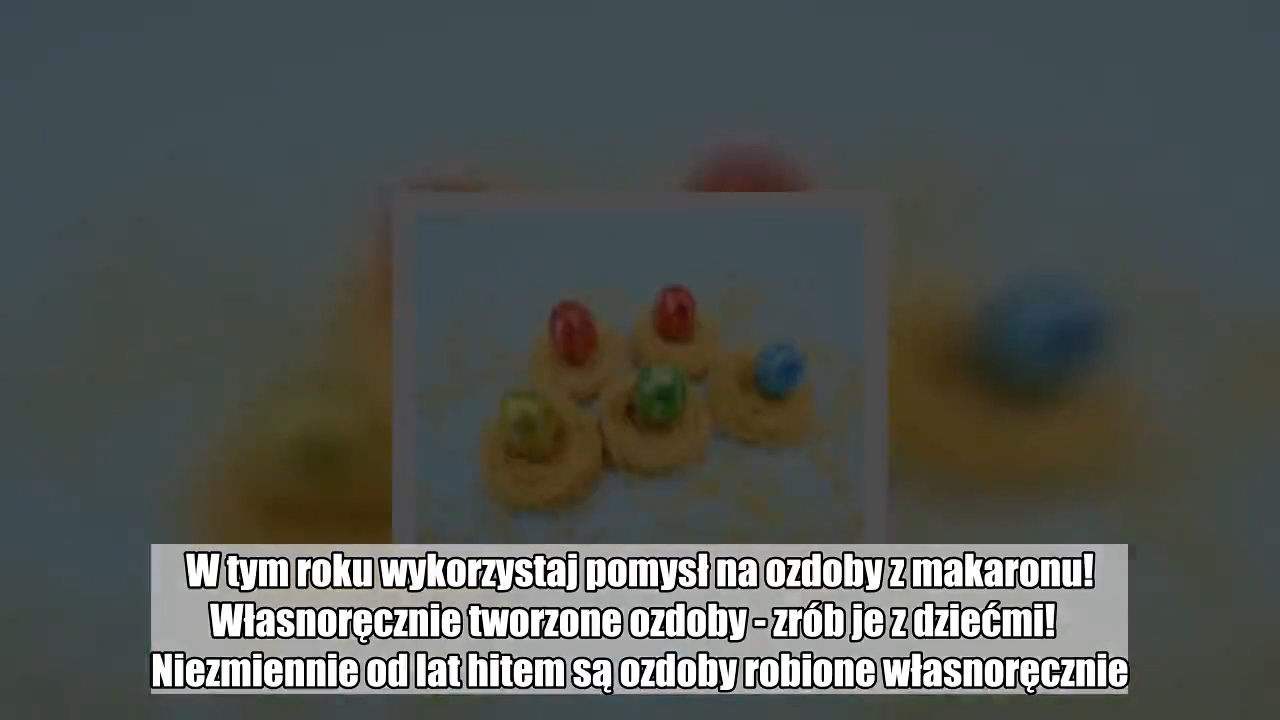 W tym roku wykorzystaj pomysł na ozdoby z makaronu!
Własnoręcznie tworzone ozdoby - zrób je z dziećmi!
Niezmiennie od lat hitem są ozdoby robione własnoręcznie